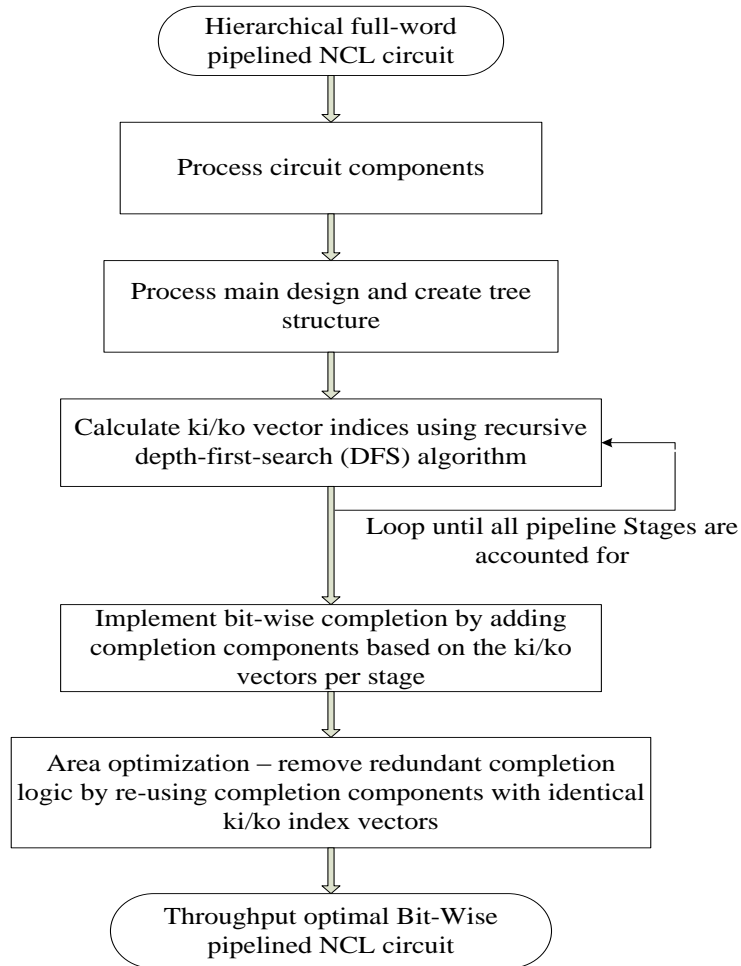 Hierarchical full-word
pipelined NCL circuit
Process circuit components
Process main design and create tree
structure
Calculate ki/ko vector indices using recursive
depth-first-search (DFS) algorithm
Loop until all pipeline Stages are
accounted for
Implement bit-wise completion by adding
completion components based on the ki/ko
vectors per stage
Area optimization – remove redundant completion
logic by re-using completion components with identical
ki/ko index vectors
Throughput optimal Bit-Wise
pipelined NCL circuit